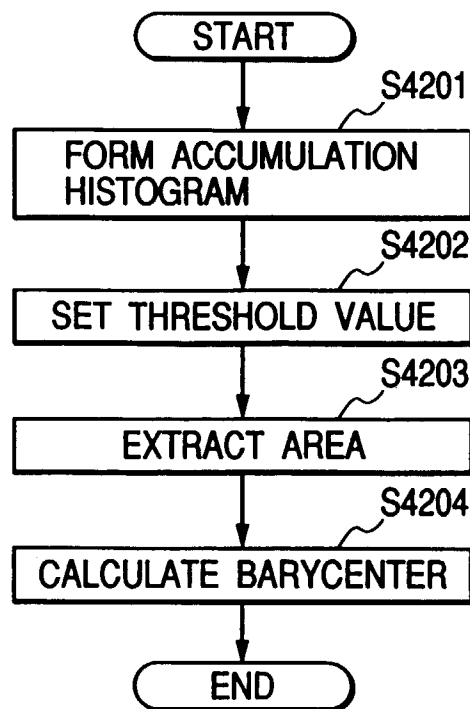 START
S4201
FORM ACCUMULATION
HISTOGRAM
S4202
SET THRESHOLD VALUE
S4203
EXTRACT AREA
S4204
CALCULATE BARYCENTER
END